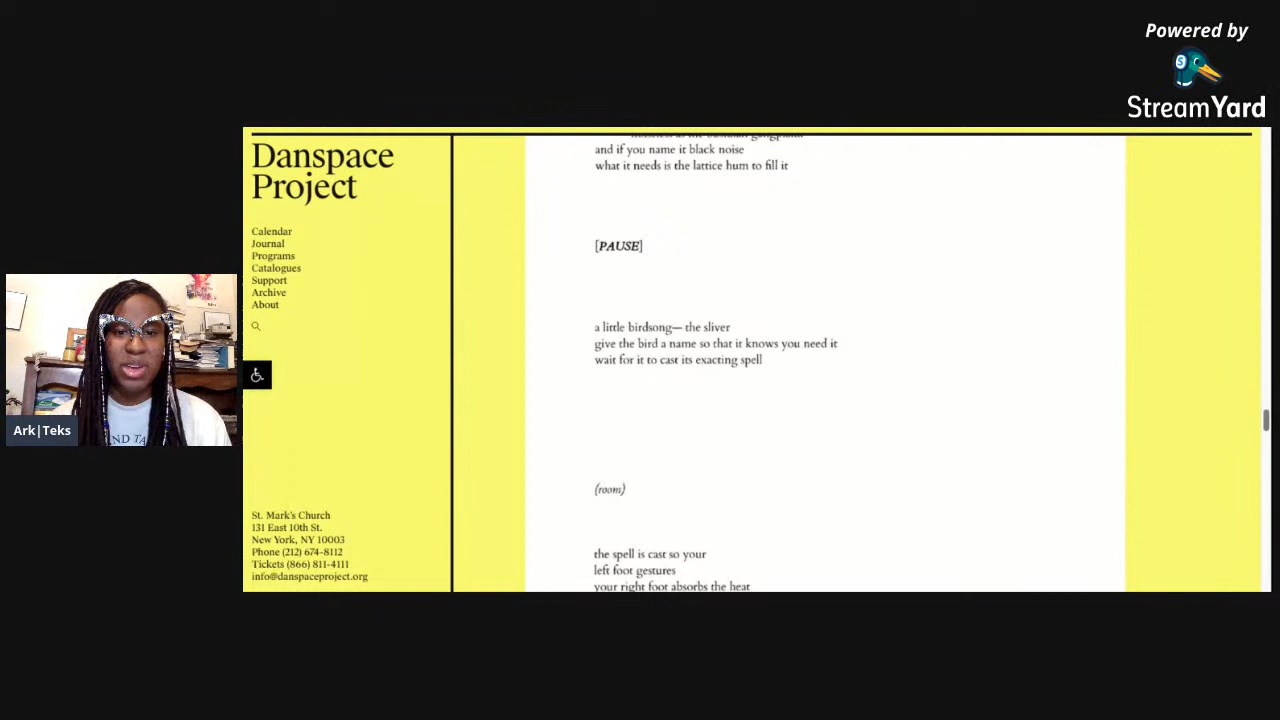 Powered by
StreamYard
Danspace
Project
Calendar
Journal
Programs
Catalogues
Support
Archive
About
St. Mark's Church
131 East 10th St.
New York, NY 10003
Phone (212) 674-8112
Tickets (866) 811-4111
info@danspaceproject.org
and if you name it black noise
what it needs is the lattice hum to fill it
[PAUSE]
a little birdsong— the sliver
give the bird a name so that it knows you need it
wait for it to cast its exacting spell
(room)
the spell is cast so your
left foot gestures
your right foot absorbs the heat
Ark|Teks